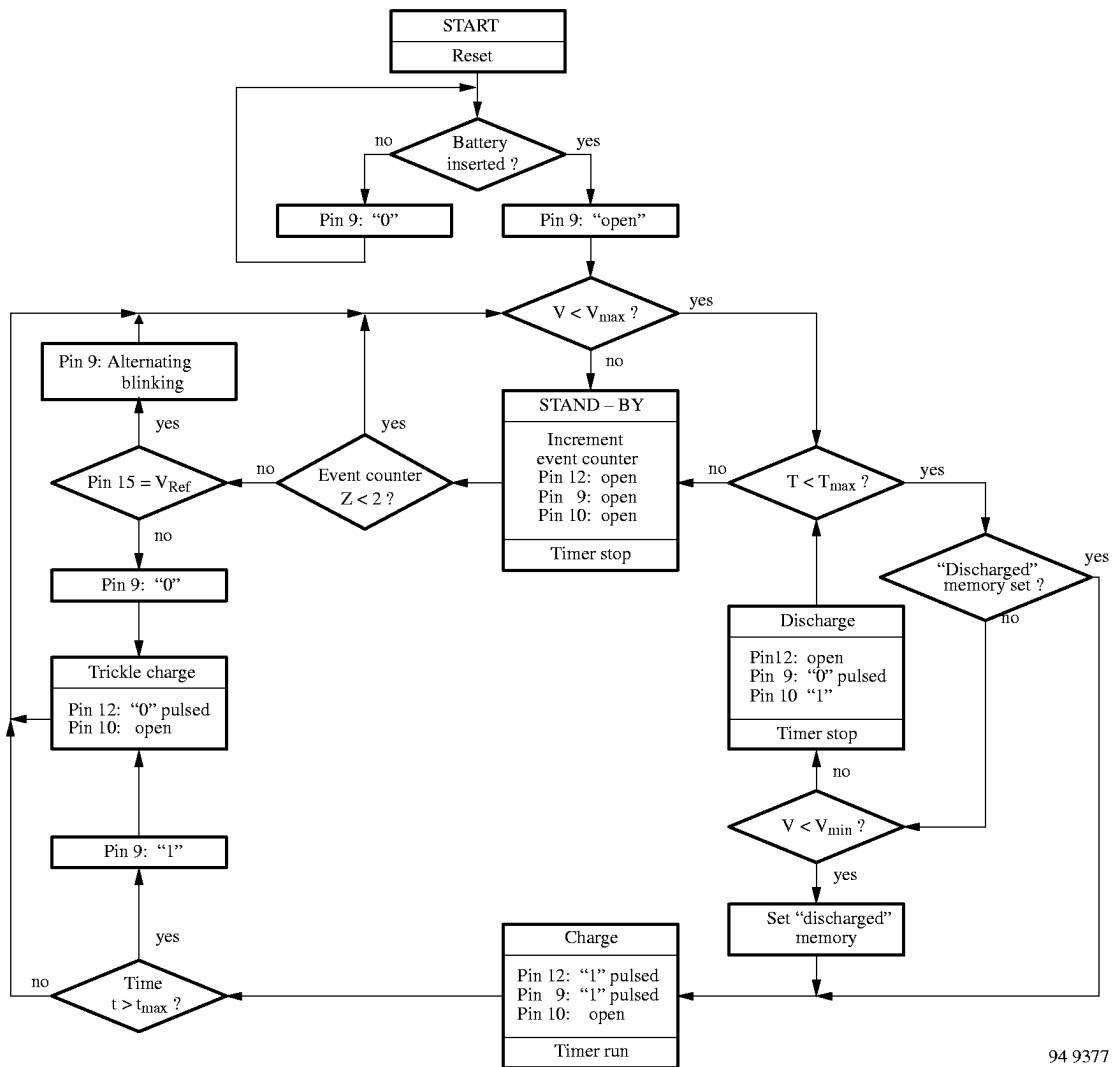 START
Reset
no
Battery
inserted ?
yes
Pin 9: “0”
Pin 9: “open”
V < Vmax ?
yes
no
Pin 9: Alternating
blinking
yes
Pin 15 = VRef
no
Pin 9: “0”
yes
Event counter
Z < 2 ?
no
STAND – BY
Increment
event counter
Pin 12: open
Pin 9: open
Pin 10: open
Timer stop
no
T < Tmax ?
yes
“Discharged”
memory set ?
yes
no
Discharge
Pin12: open
Pin 9: “0” pulsed
Pin 10 “1”
Timer stop
no
V < Vmin ?
yes
Set “discharged”
memory
Trickle charge
Pin 12: “0” pulsed
Pin 10: open
Pin 9: “1”
yes
no
Time
t > tmax ?
Charge
Pin 12: “1” pulsed
Pin 9: “1” pulsed
Pin 10: open
Timer run
94 9377